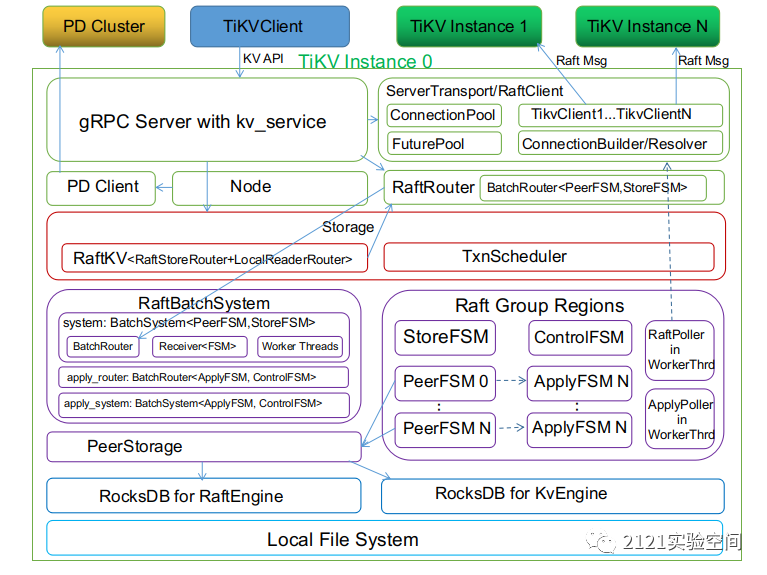 PD Cluster
TiKVClient
TiKV Instance 1
TiKV Instance N
KV API
TiKV Instance 0
Raft Msg
Raft Msg
gRPC Server with kv_service
ServerTransport/RaftClient
ConnectionPool
TikvClient1...TikvClientN
FuturePool
ConnectionBuilder/Resolver
PD Client
Node
RaftRouter
BatchRouter<PeerFSM,StoreFSM>
Storage
RaftKV<RaftStoreRouter+LocalReaderRouter>
TxnScheduler
RaftBatchSystem
system: BatchSystem<PeerFSM,StoreFSM>
BatchRouter
Receiver<FSM>
Worker Threads
apply_router: BatchRouter<ApplyFSM, ControlFSM>
apply_system: BatchSystem<ApplyFSM, ControlFSM>
Raft Group Regions
StoreFSM
ControlFSM
RaftPoller
in
WorkerThrd
PeerFSM 0
ApplyFSM N
⋮
⋮
PeerFSM N
ApplyFSM N
ApplyPoller
in
WorkerThrd
PeerStorage
RocksDB for RaftEngine
RocksDB for KvEngine
Local File System
2121实验空间